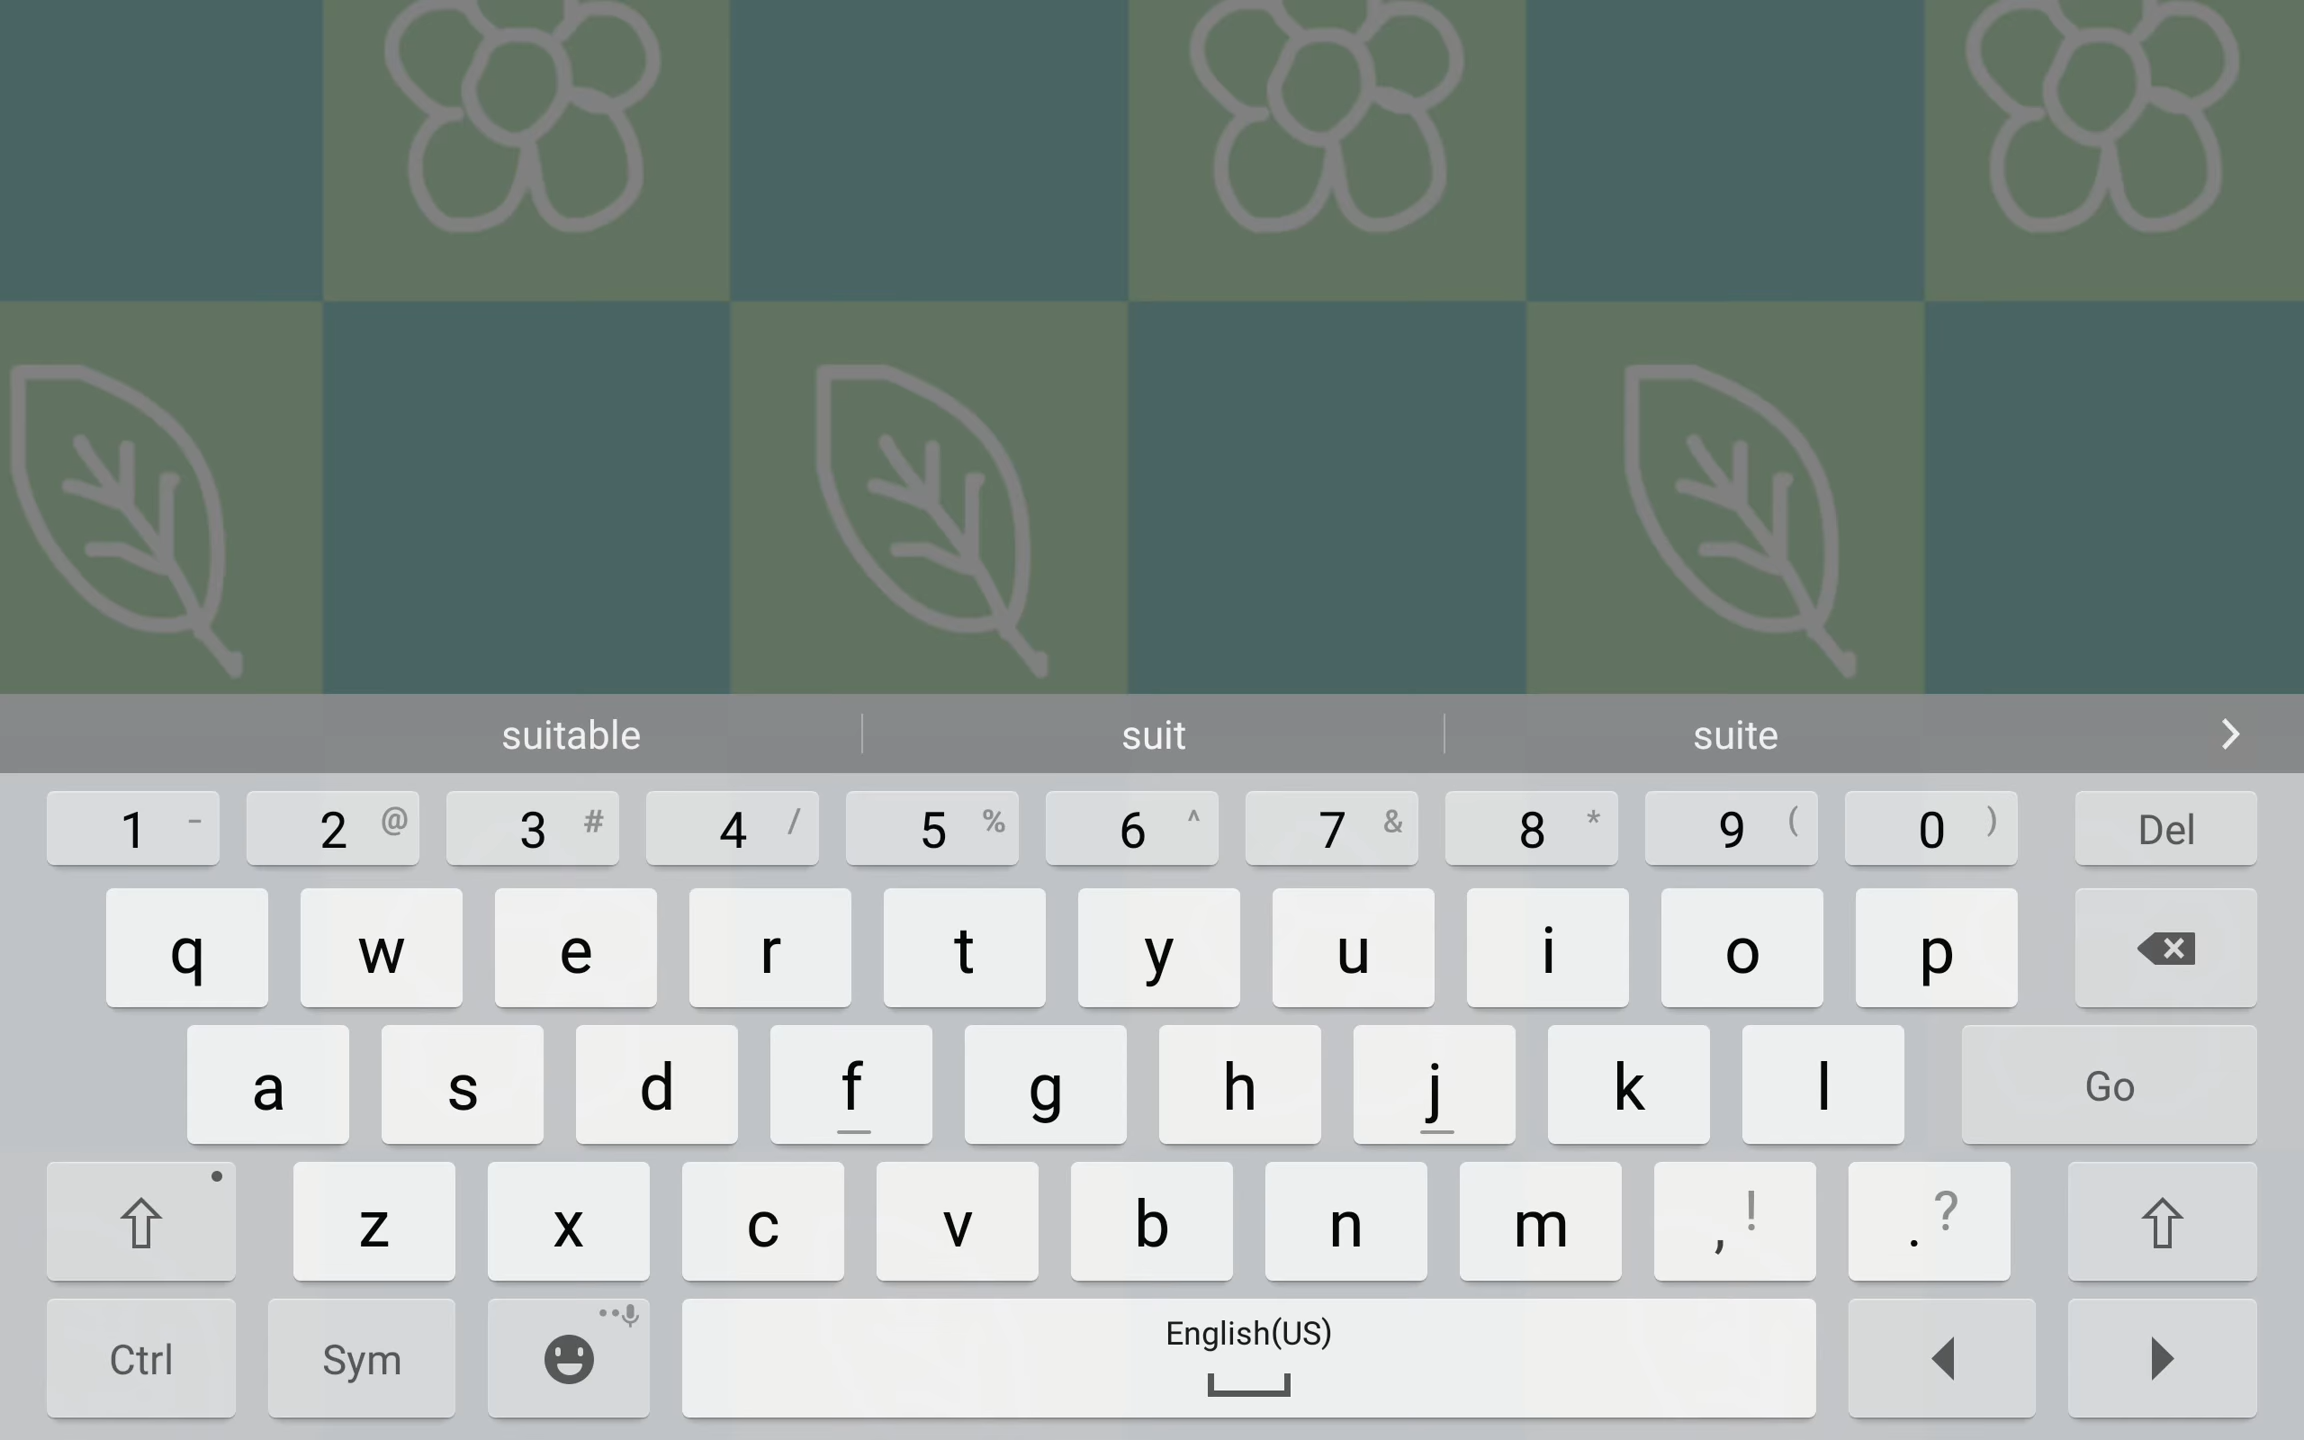 suitable suit suite
1 - 2 @ 3 # 4 / 5 % 6 ^ 7 & 8 * 9 ( 0 ) Del
q w e r t y u i o p
a s d f g h j k l Go
z x c v b n m , ! . ?
Ctrl Sym English(US)